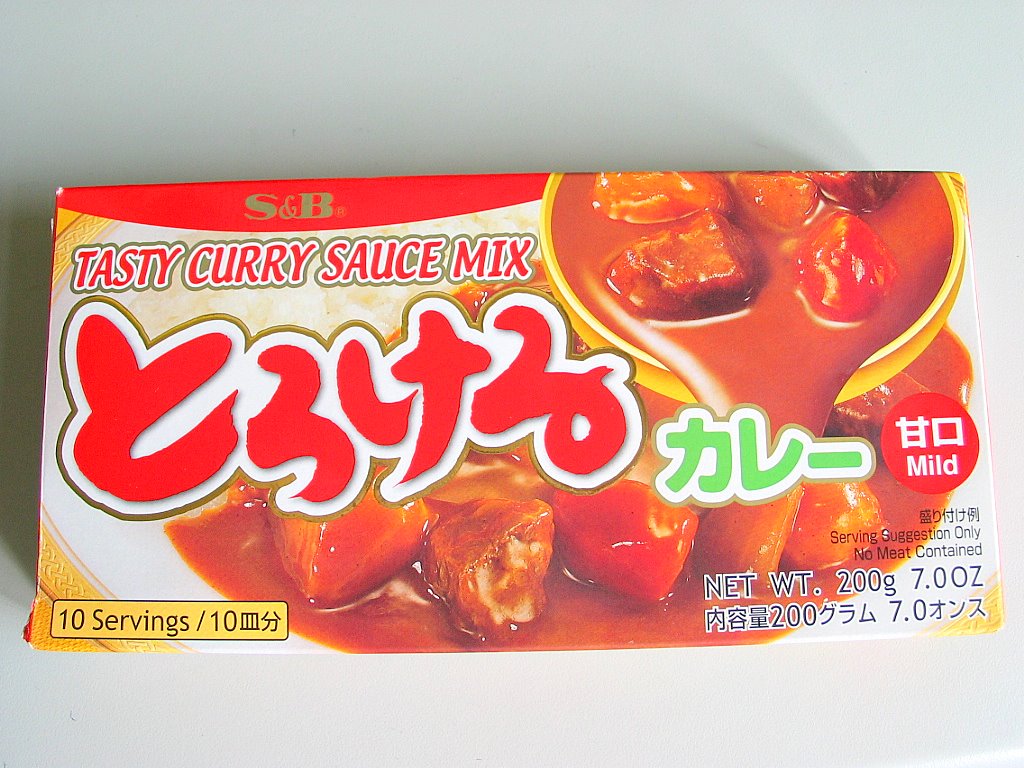 S&B®
TASTY CURRY SAUCE MIX
とろける
カレー
甘口
Mild
盛り付け例
Serving Suggestion Only
No Meat Contained
NET WT. 200g 7.0OZ
内容量200グラム 7.0オンス
10 Servings / 10皿分